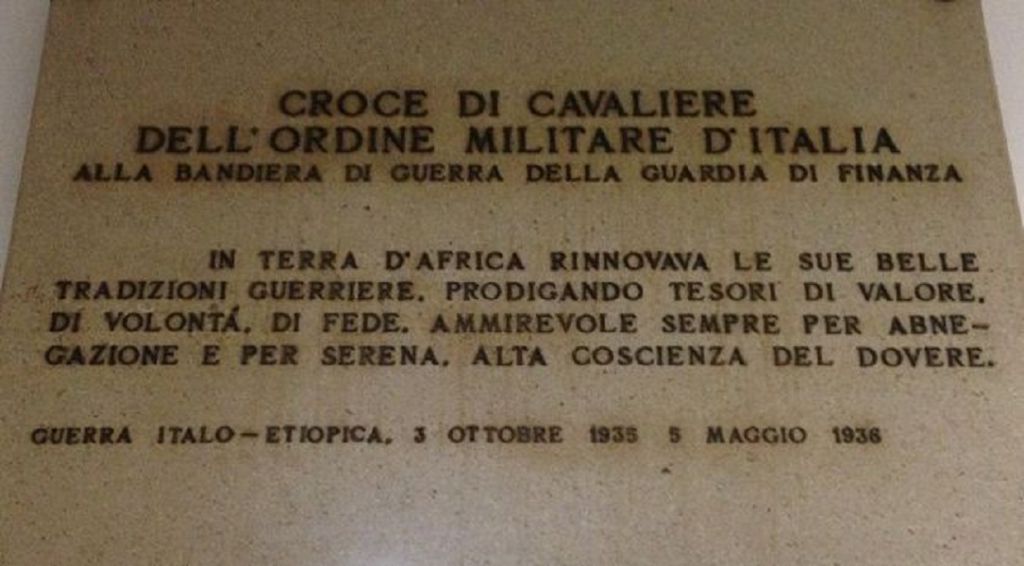 CROCE DI CAVALIERE
DELL'ORDINE MILITARE D'ITALIA
ALLA BANDIERA DI GUERRA DELLA GUARDIA DI FINANZA
IN TERRA D'AFRICA RINNOVAVA LE SUE BELLE
TRADIZIONI GUERRIERE, PRODIGANDO TESORI DI VALORE,
DI VOLONTÁ, DI FEDE. AMMIREVOLE SEMPRE PER ABNE-
GAZIONE E PER SERENA, ALTA COSCIENZA DEL DOVERE.
GUERRA ITALO-ETIOPICA, 3 OTTOBRE 1935 5 MAGGIO 1936